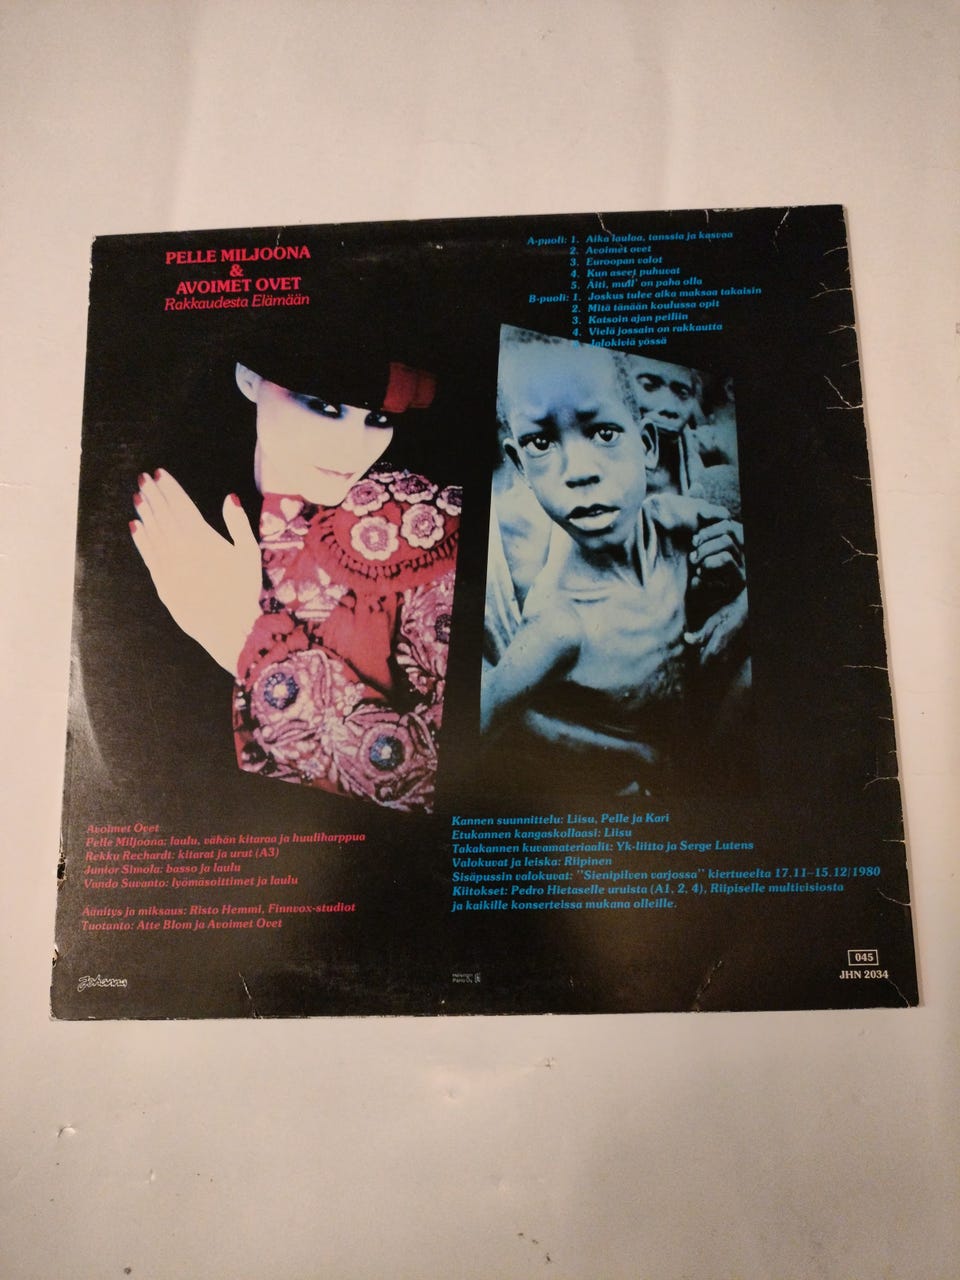 PELLE MILJOONA
&
AVOIMET OVET
Rakkaudesta Elämään
A-puoli: 1. Aika laulaa, tanssia ja kasvaa
2. Avoimet ovet
3. Euroopan valot
4. Kun aseet puhuvat
5. Äiti, mull' on paha olla
B-puoli: 1. Joskus tulee aika maksaa takaisin
2. Mitä tänään koulussa opit
3. Katsoin ajan peiliin
4. Vielä jossain on rakkautta
Jalokiviä yössä
Avoimet Ovet
Pelle Miljoona: laulu, vähän kitaraa ja huuliharppua
Rekku Rechardt: kitarat ja urut (A3)
Junior Simola: basso ja laulu
Vando Suvanto: lyömäsoittimet ja laulu
Äänitys ja miksaus: Risto Hemmi, Finnvox-studiot
Tuotanto: Atte Blom ja Avoimet Ovet
Kannen suunnittelu: Liisu, Pelle ja Kari
Etukannen kangaskollaasi: Liisu
Takakannen kuvamateriaalit: Yk-liitto ja Serge Lutens
Valokuvat ja leiska: Riipinen
Sisäpussin valokuvat: "Sienipilven varjossa" kiertueelta 17.11–15.12/1980
Kiitokset: Pedro Hietaselle uruista (A1, 2, 4), Riipiselle multivisiosta
ja kaikille konserteissa mukana olleille.
Johanna
045
JHN 2034